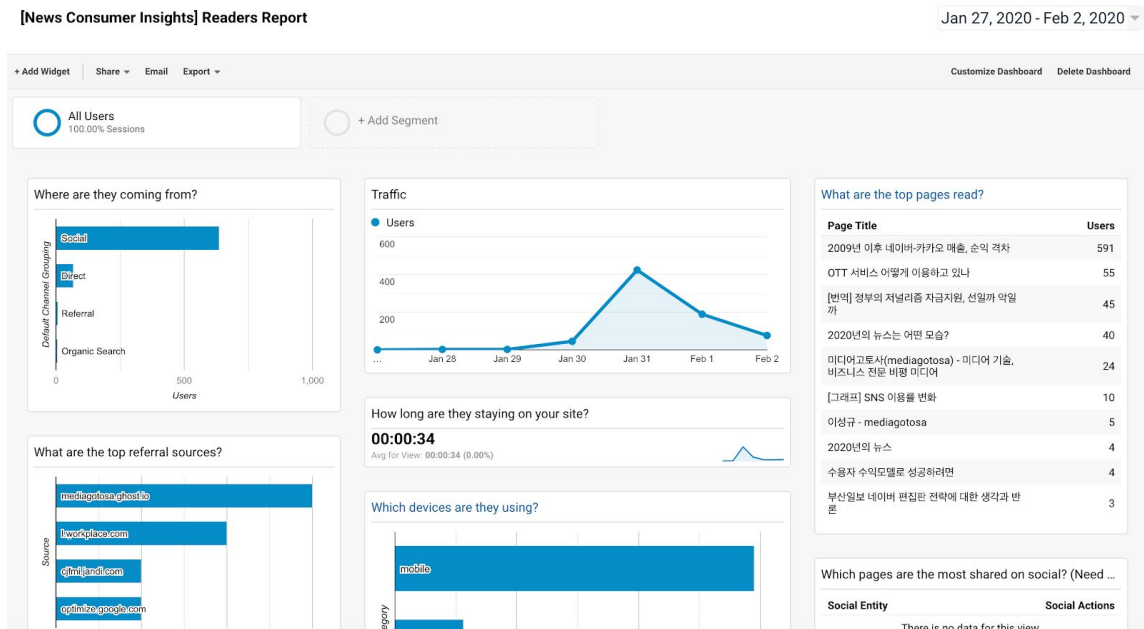 [News Consumer Insights] Readers Report
Jan 27, 2020 - Feb 2, 2020
+ Add Widget
Share
Email
Export
Customize Dashboard
Delete Dashboard
All Users
100.00% Sessions
+ Add Segment
Where are they coming from?
Default Channel Grouping
Social
Direct
Referral
Organic Search
0
500
1,000
Users
What are the top referral sources?
Source
mediagotosa.ghost.io
l.workplace.com
cjfmi.jandi.com
optimize.google.com
Traffic
Users
600
400
200
...
Jan 28
Jan 29
Jan 30
Jan 31
Feb 1
Feb 2
How long are they staying on your site?
00:00:34
Avg for View: 00:00:34 (0.00%)
Which devices are they using?
mobile
What are the top pages read?
Page Title Users
2009년 이후 네이버-카카오 매출, 순익 격차 591
OTT 서비스 어떻게 이용하고 있나 55
[번역] 정부의 저널리즘 자금지원, 선일까 악일
까 45
2020년의 뉴스는 어떤 모습? 40
미디어고토사(mediagotosa) - 미디어 기술,
비즈니스 전문 비평 미디어 24
[그래프] SNS 이용률 변화 10
이성규 - mediagotosa 5
2020년의 뉴스 4
수용자 수익모델로 성공하려면 4
부산일보 네이버 편집판 전략에 대한 생각과 반
론 3
Which pages are the most shared on social? (Need ...
Social Entity Social Actions
There is no data for this view